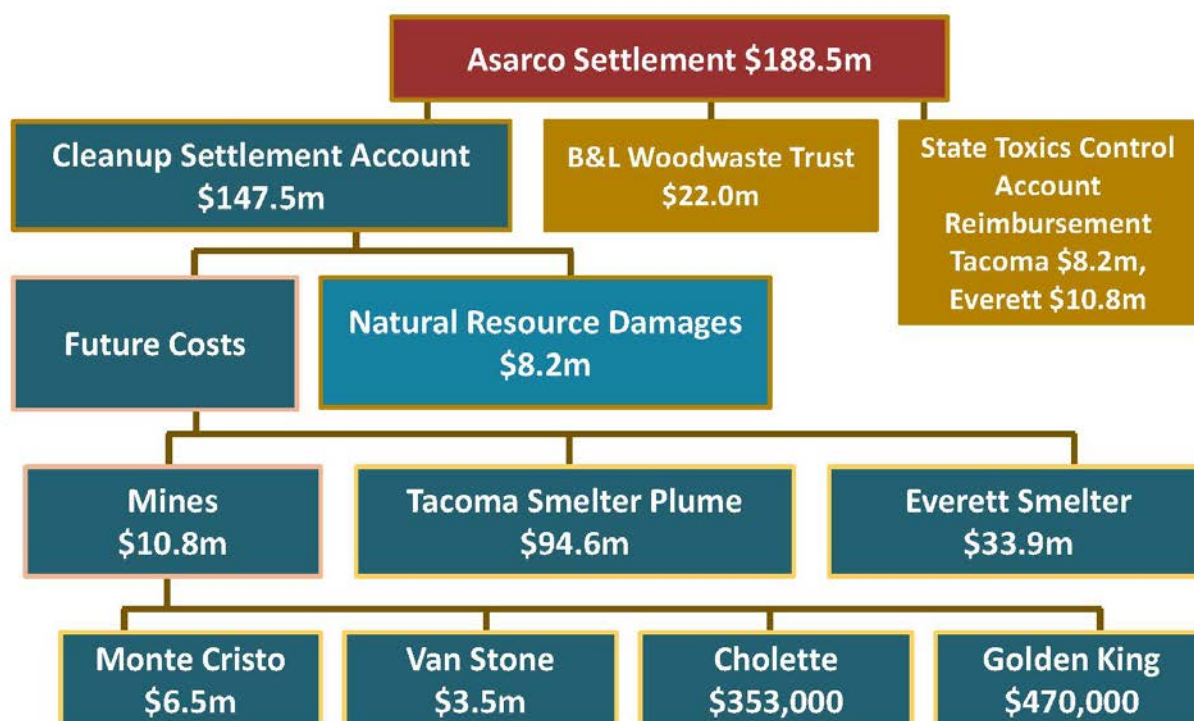 Asarco Settlement $188.5m
Cleanup Settlement Account
$147.5m
B&L Woodwaste Trust
$22.0m
State Toxics Control
Account
Reimbursement
Tacoma $8.2m,
Everett $10.8m
Future Costs
Natural Resource Damages
$8.2m
Mines
$10.8m
Tacoma Smelter Plume
$94.6m
Everett Smelter
$33.9m
Monte Cristo
$6.5m
Van Stone
$3.5m
Cholette
$353,000
Golden King
$470,000